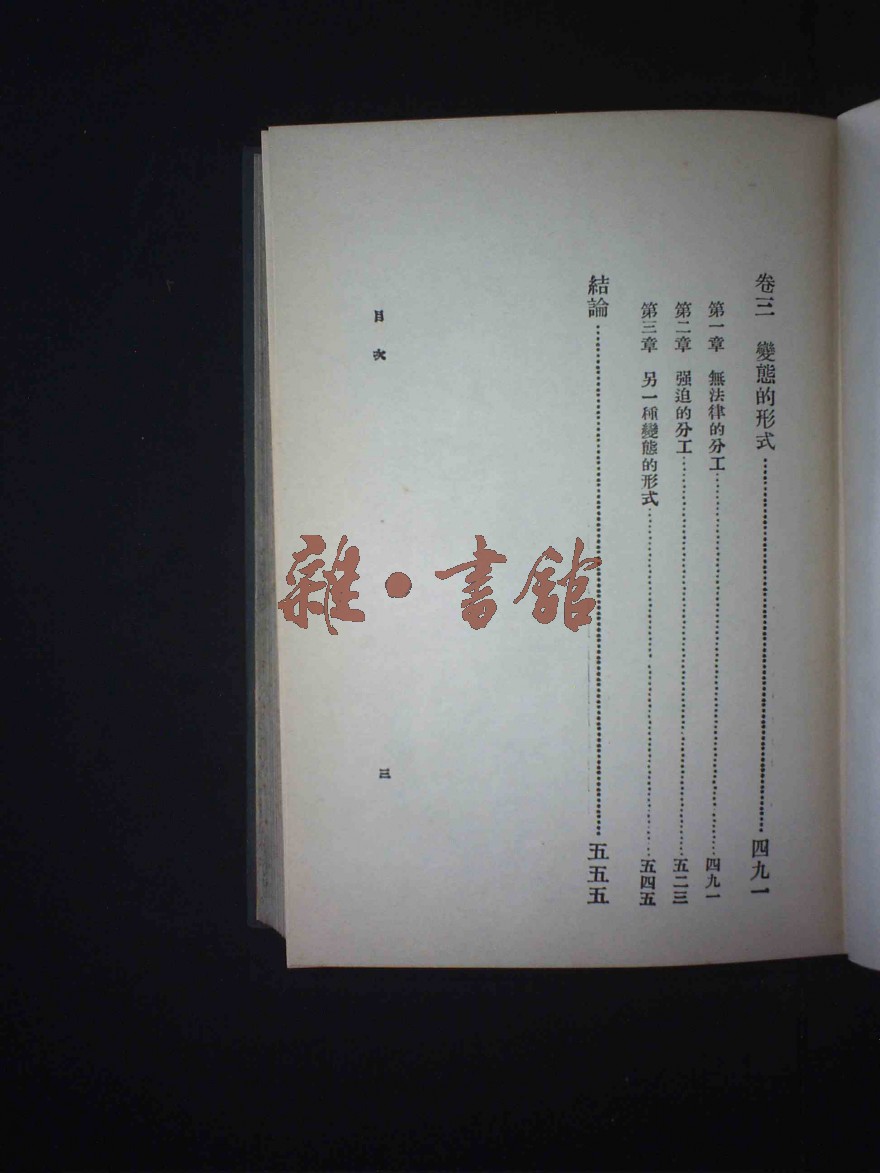 卷三　變態的形式……四九一
第一章　無法律的分工……四九一
第二章　强迫的分工……五二三
第三章　另一種變態的形式……五四五
結論……五五五
目次
三
雜·書館